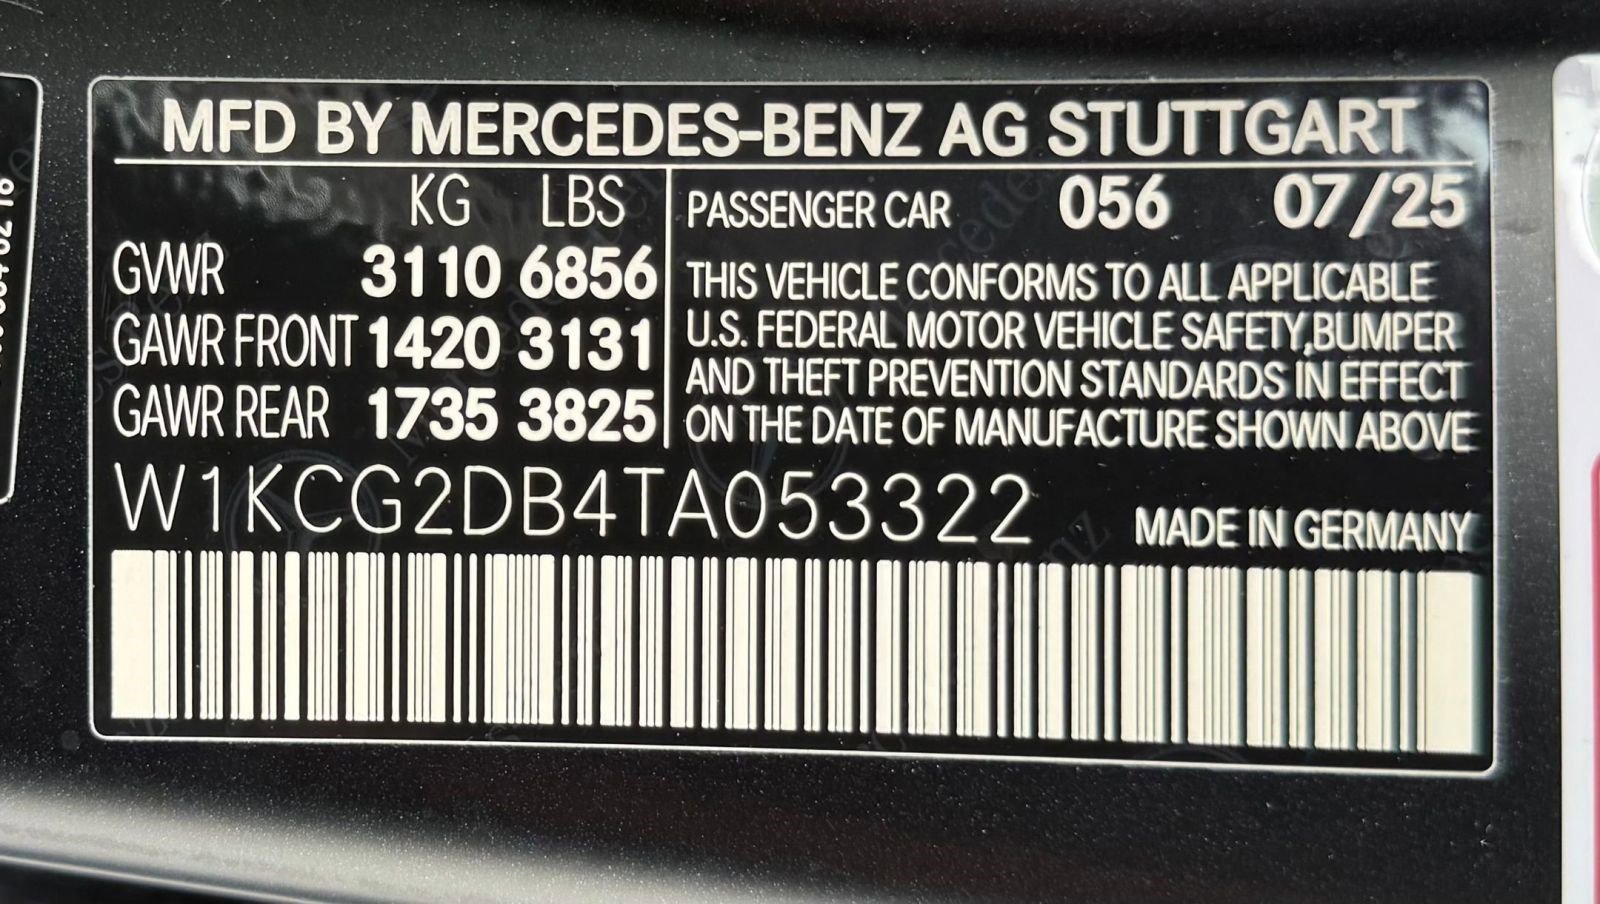 MFD BY MERCEDES-BENZ AG STUTTGART
KG LBS
GVWR 3110 6856
GAWR FRONT 1420 3131
GAWR REAR 1735 3825
PASSENGER CAR 056 07/25
THIS VEHICLE CONFORMS TO ALL APPLICABLE
U.S. FEDERAL MOTOR VEHICLE SAFETY,BUMPER
AND THEFT PREVENTION STANDARDS IN EFFECT
ON THE DATE OF MANUFACTURE SHOWN ABOVE
W1KCG2DB4TA053322
MADE IN GERMANY